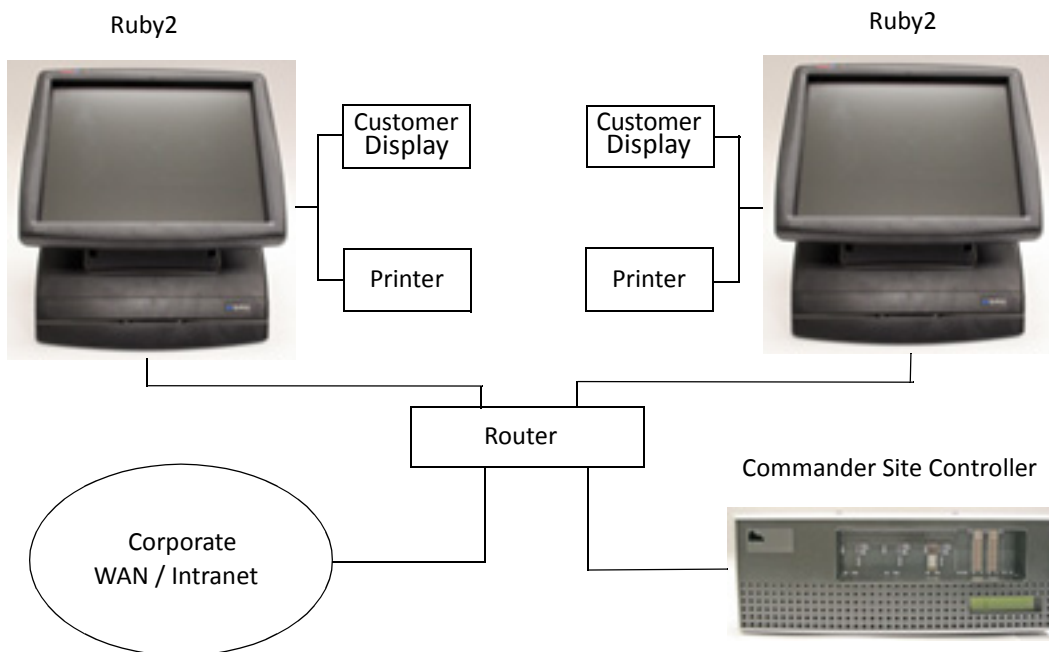 Ruby2
Ruby2
Customer
Display
Customer
Display
Printer
Printer
Router
Commander Site Controller
Corporate
WAN / Intranet